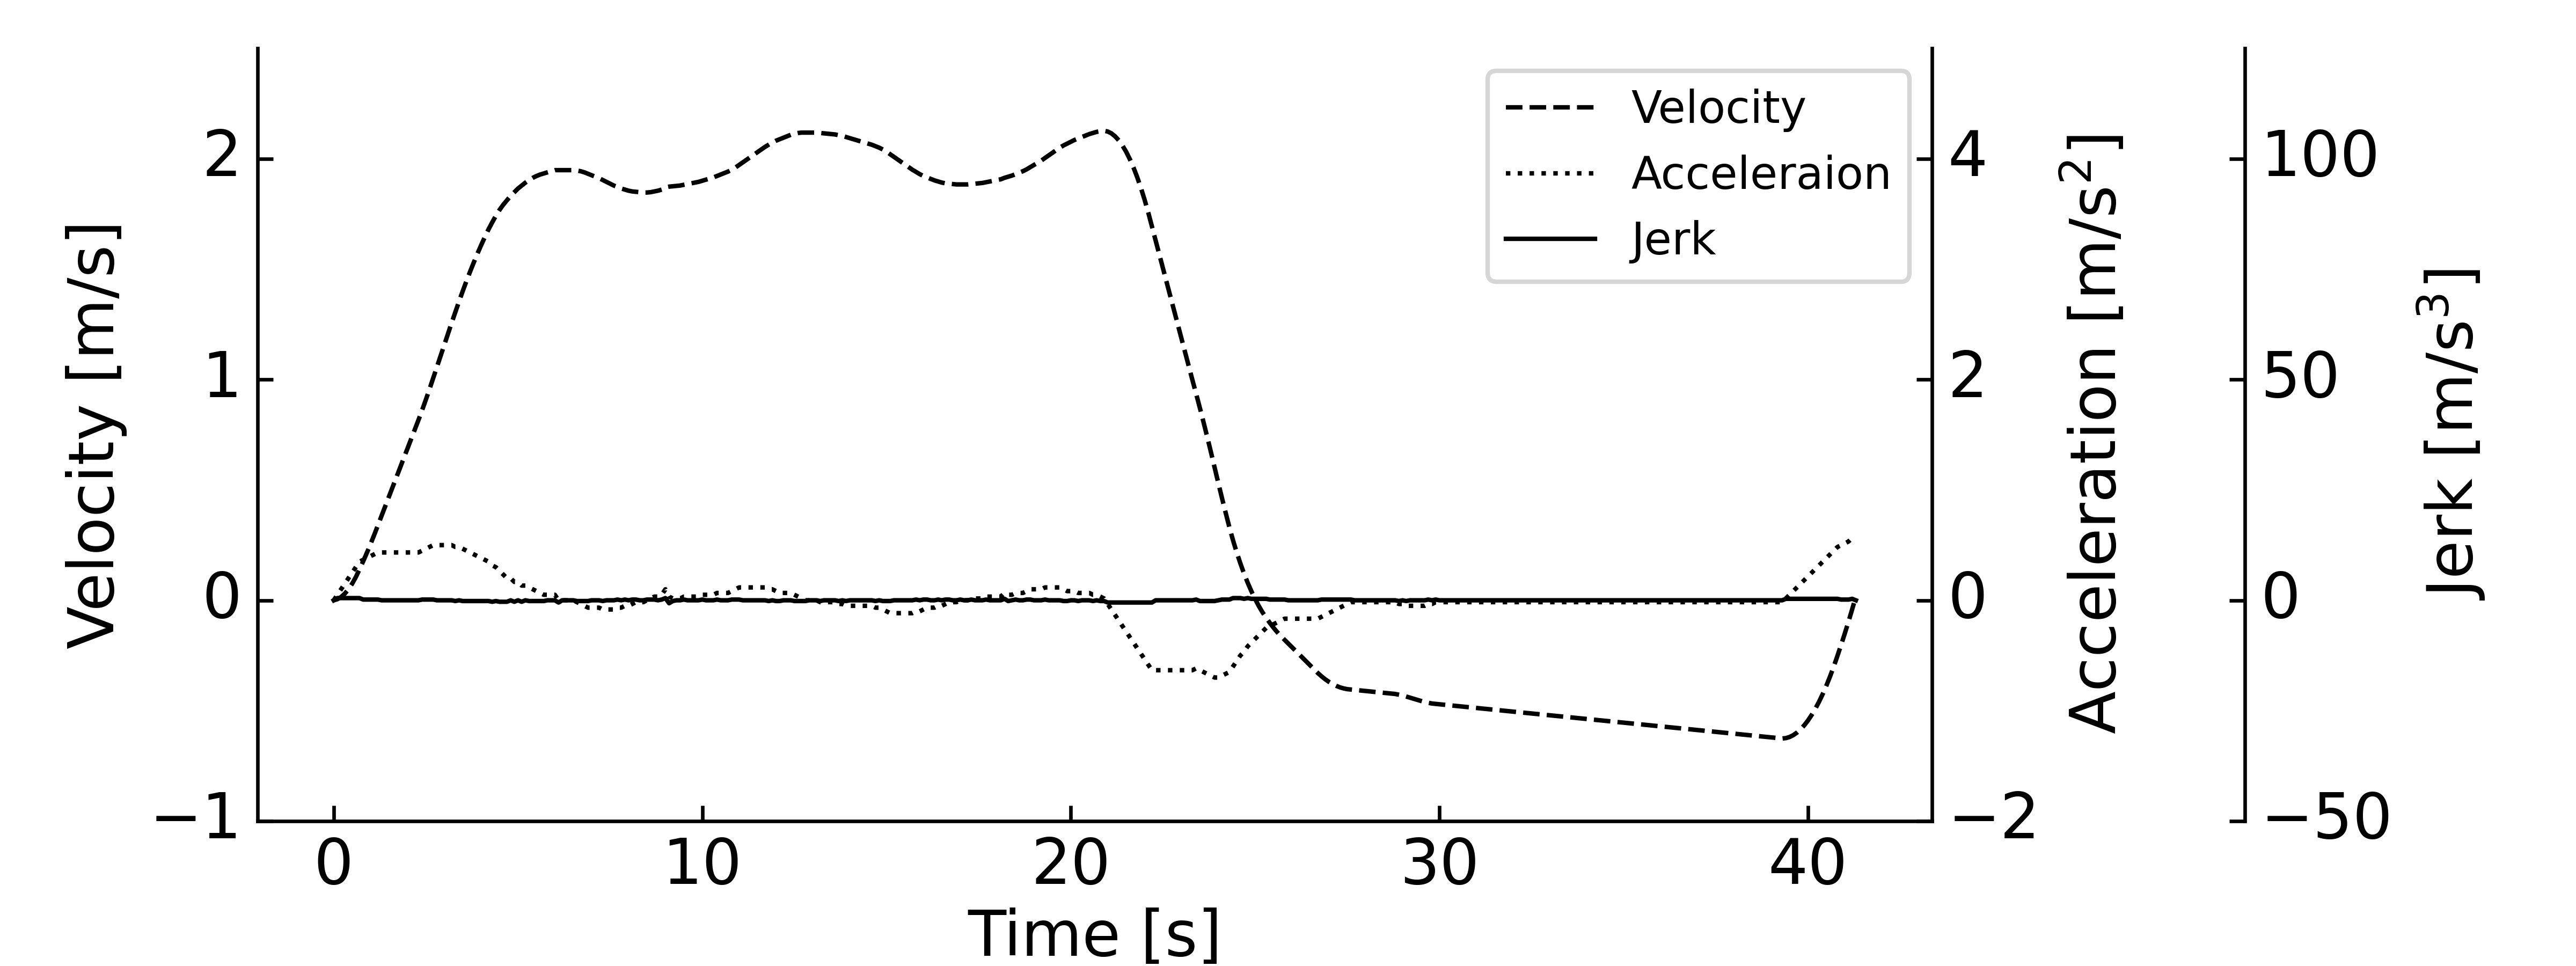 Velocity [m/s]
2
1
0
−1
0 10 20 30 40
Time [s]
Velocity
Acceleraion
Jerk
4
2
0
−2
Acceleration [m/s²]
100
50
0
−50
Jerk [m/s³]